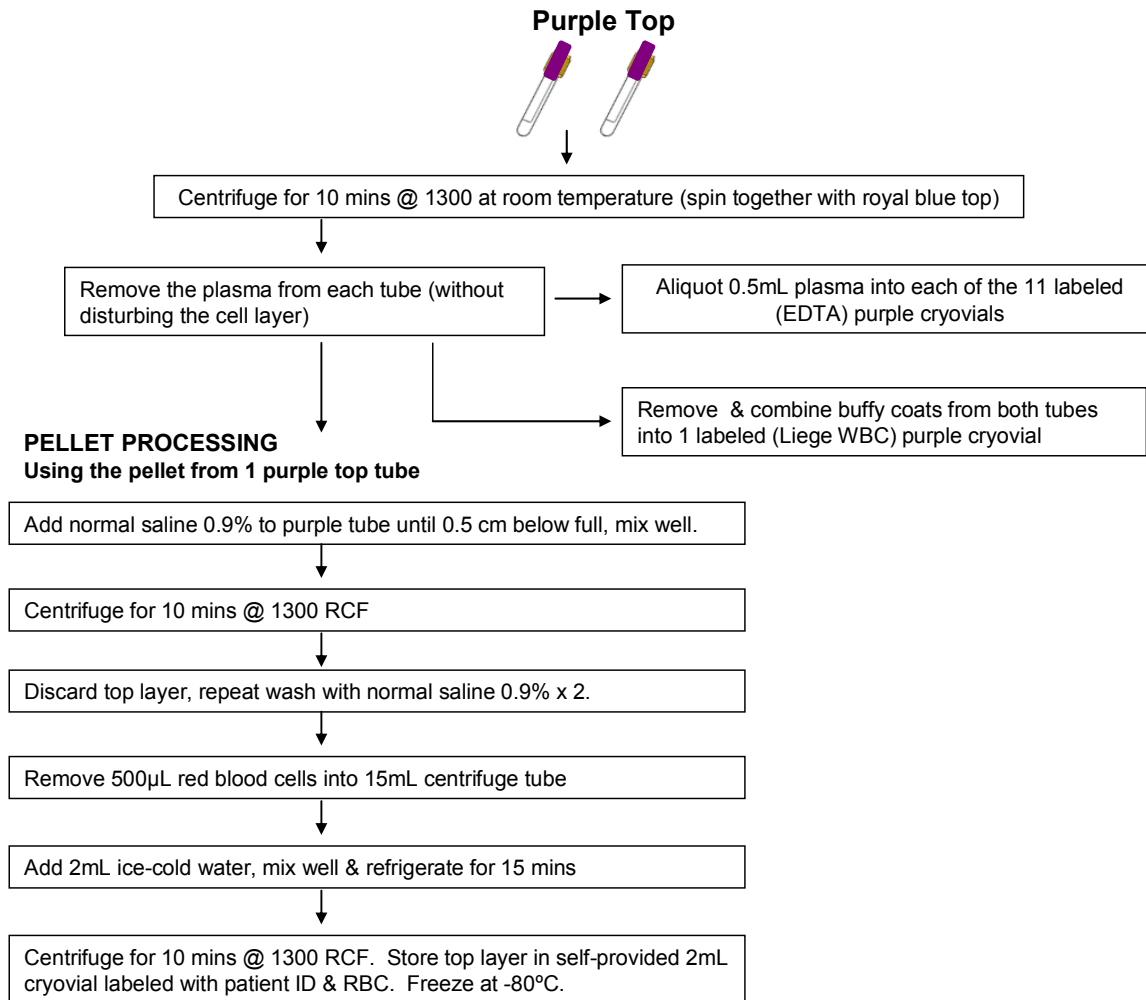 Purple Top
Centrifuge for 10 mins @ 1300 at room temperature (spin together with royal blue top)
Remove the plasma from each tube (without
disturbing the cell layer)
Aliquot 0.5mL plasma into each of the 11 labeled
(EDTA) purple cryovials
Remove & combine buffy coats from both tubes
into 1 labeled (Liege WBC) purple cryovial
PELLET PROCESSING
Using the pellet from 1 purple top tube
Add normal saline 0.9% to purple tube until 0.5 cm below full, mix well.
Centrifuge for 10 mins @ 1300 RCF
Discard top layer, repeat wash with normal saline 0.9% x 2.
Remove 500µL red blood cells into 15mL centrifuge tube
Add 2mL ice-cold water, mix well & refrigerate for 15 mins
Centrifuge for 10 mins @ 1300 RCF. Store top layer in self-provided 2mL
cryovial labeled with patient ID & RBC. Freeze at -80ºC.